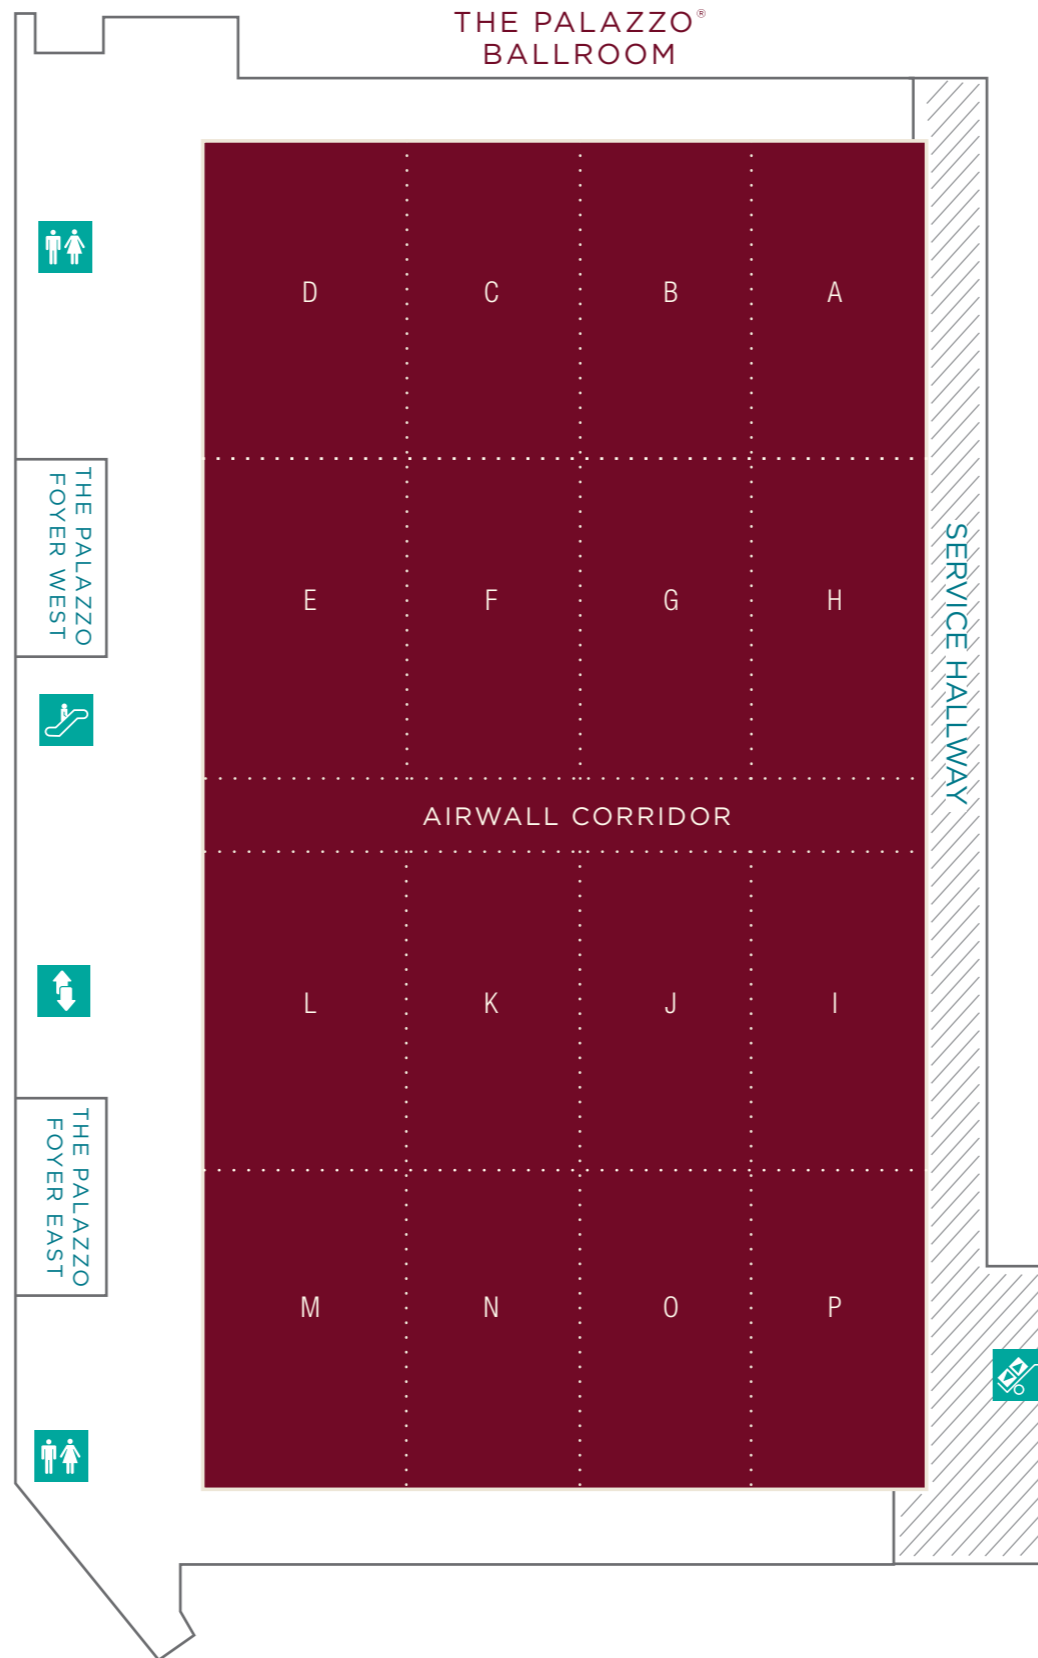 THE PALAZZO®
BALLROOM
D C B A
THE PALAZZO
FOYER WEST
E F G H
SERVICE HALLWAY
AIRWALL CORRIDOR
L K J I
THE PALAZZO
FOYER EAST
M N O P